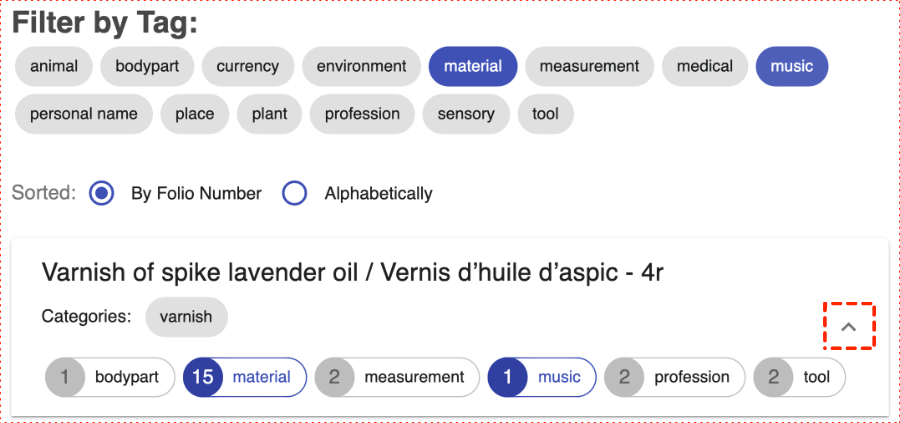 Filter by Tag:
animal bodypart currency environment material measurement medical music
personal name place plant profession sensory tool
Sorted: By Folio Number Alphabetically
Varnish of spike lavender oil / Vernis d’huile d’aspic - 4r
Categories: varnish
1 bodypart 15 material 2 measurement 1 music 2 profession 2 tool